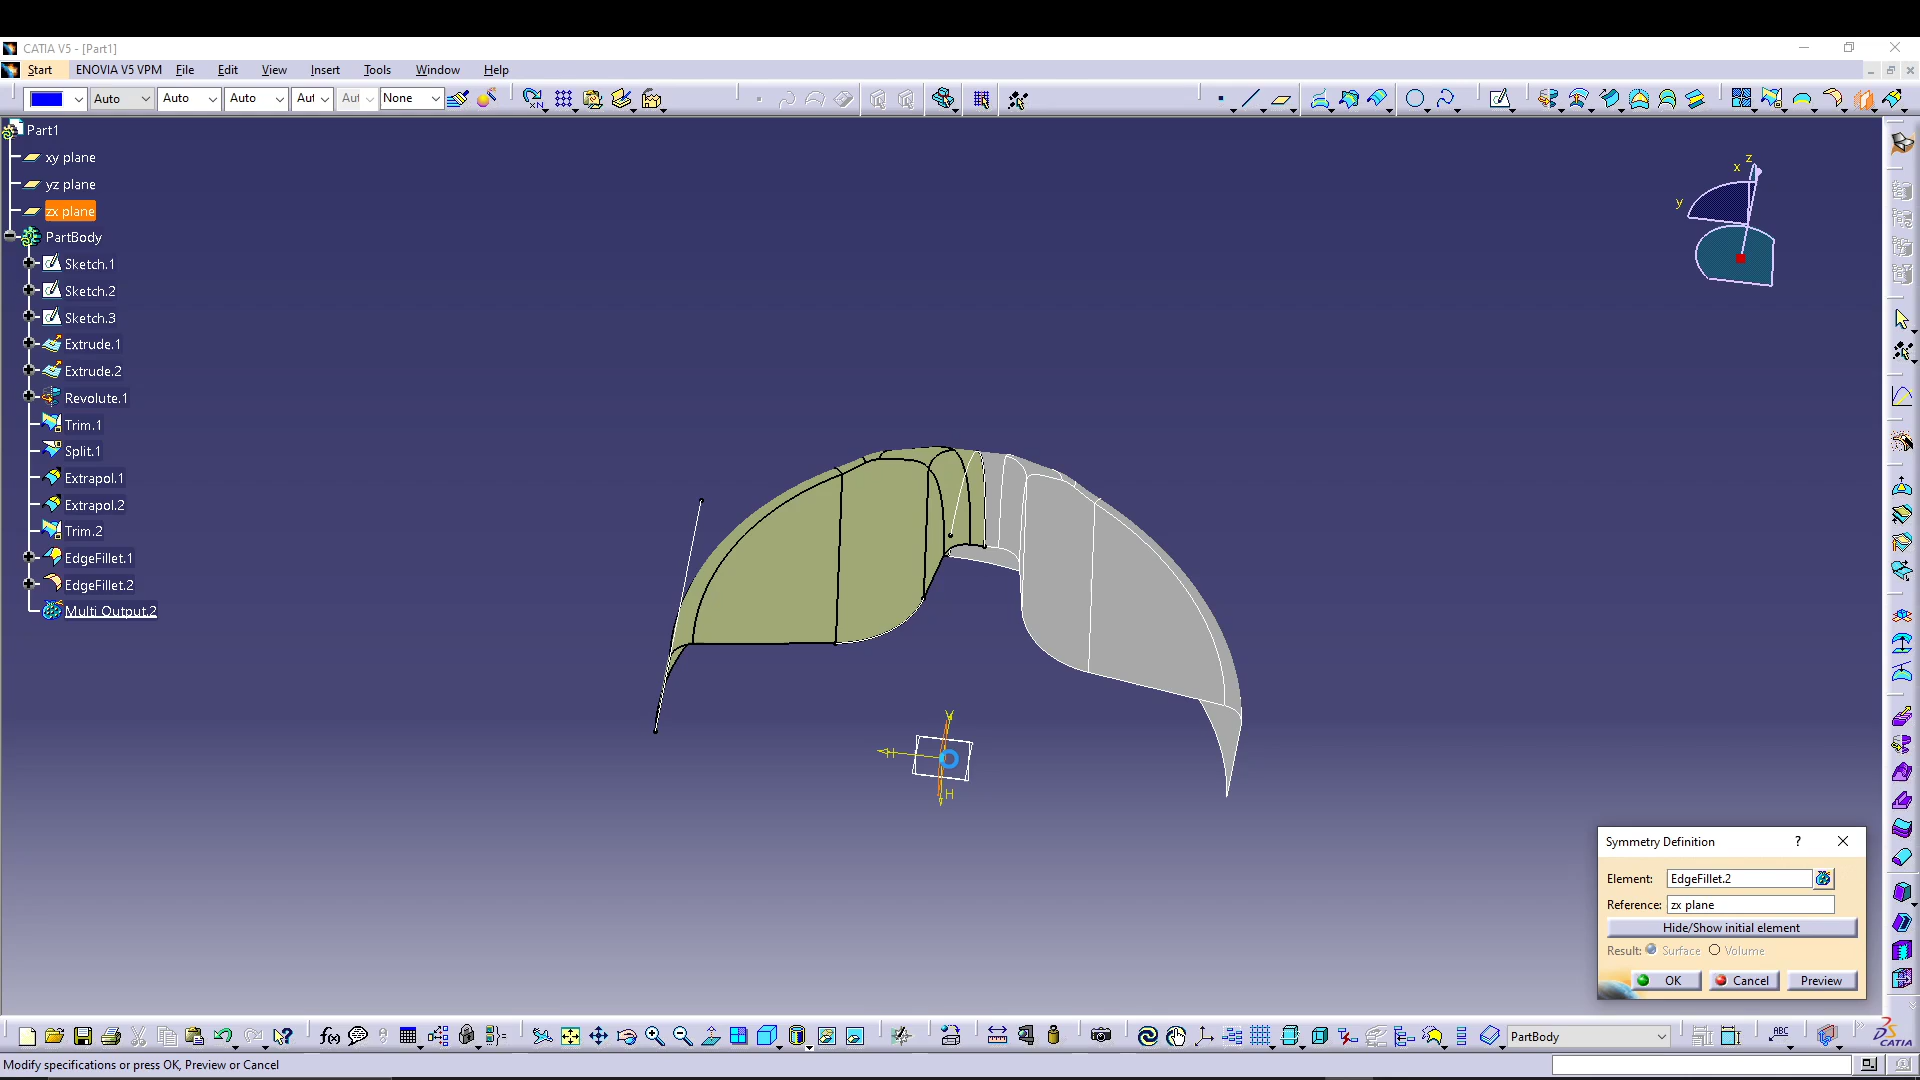 CATIA V5 - [Part1]
Start ENOVIA V5 VPM File Edit View Insert Tools Window Help
Auto Auto Auto Aut Aut None
Part1
xy plane
yz plane
zx plane
PartBody
Sketch.1
Sketch.2
Sketch.3
Extrude.1
Extrude.2
Revolute.1
Trim.1
Split.1
Extrapol.1
Extrapol.2
Trim.2
EdgeFillet.1
EdgeFillet.2
Multi Output.2
z
x
y
V
H
H
Symmetry Definition ?
Element: EdgeFillet.2
Reference: zx plane
Hide/Show initial element
Result: Surface Volume
OK Cancel Preview
PartBody
ABC
CATIA
Modify specifications or press OK, Preview or Cancel